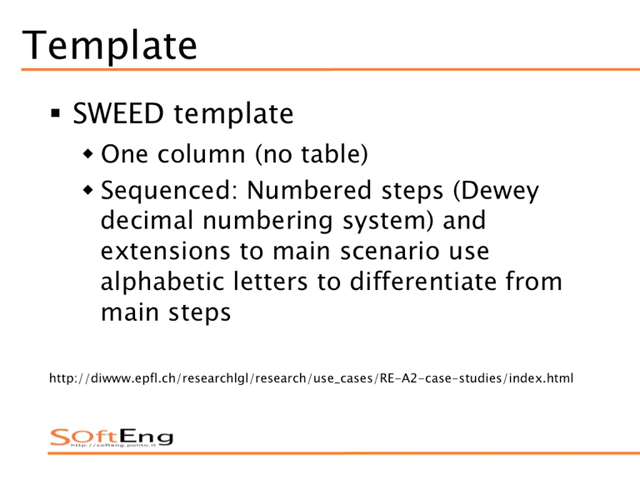 Template
▪ SWEED template
◆ One column (no table)
◆ Sequenced: Numbered steps (Dewey
decimal numbering system) and
extensions to main scenario use
alphabetic letters to differentiate from
main steps
http://diwww.epfl.ch/researchlgl/research/use_cases/RE-A2-case-studies/index.html
SOftEng
http://softeng.polito.it